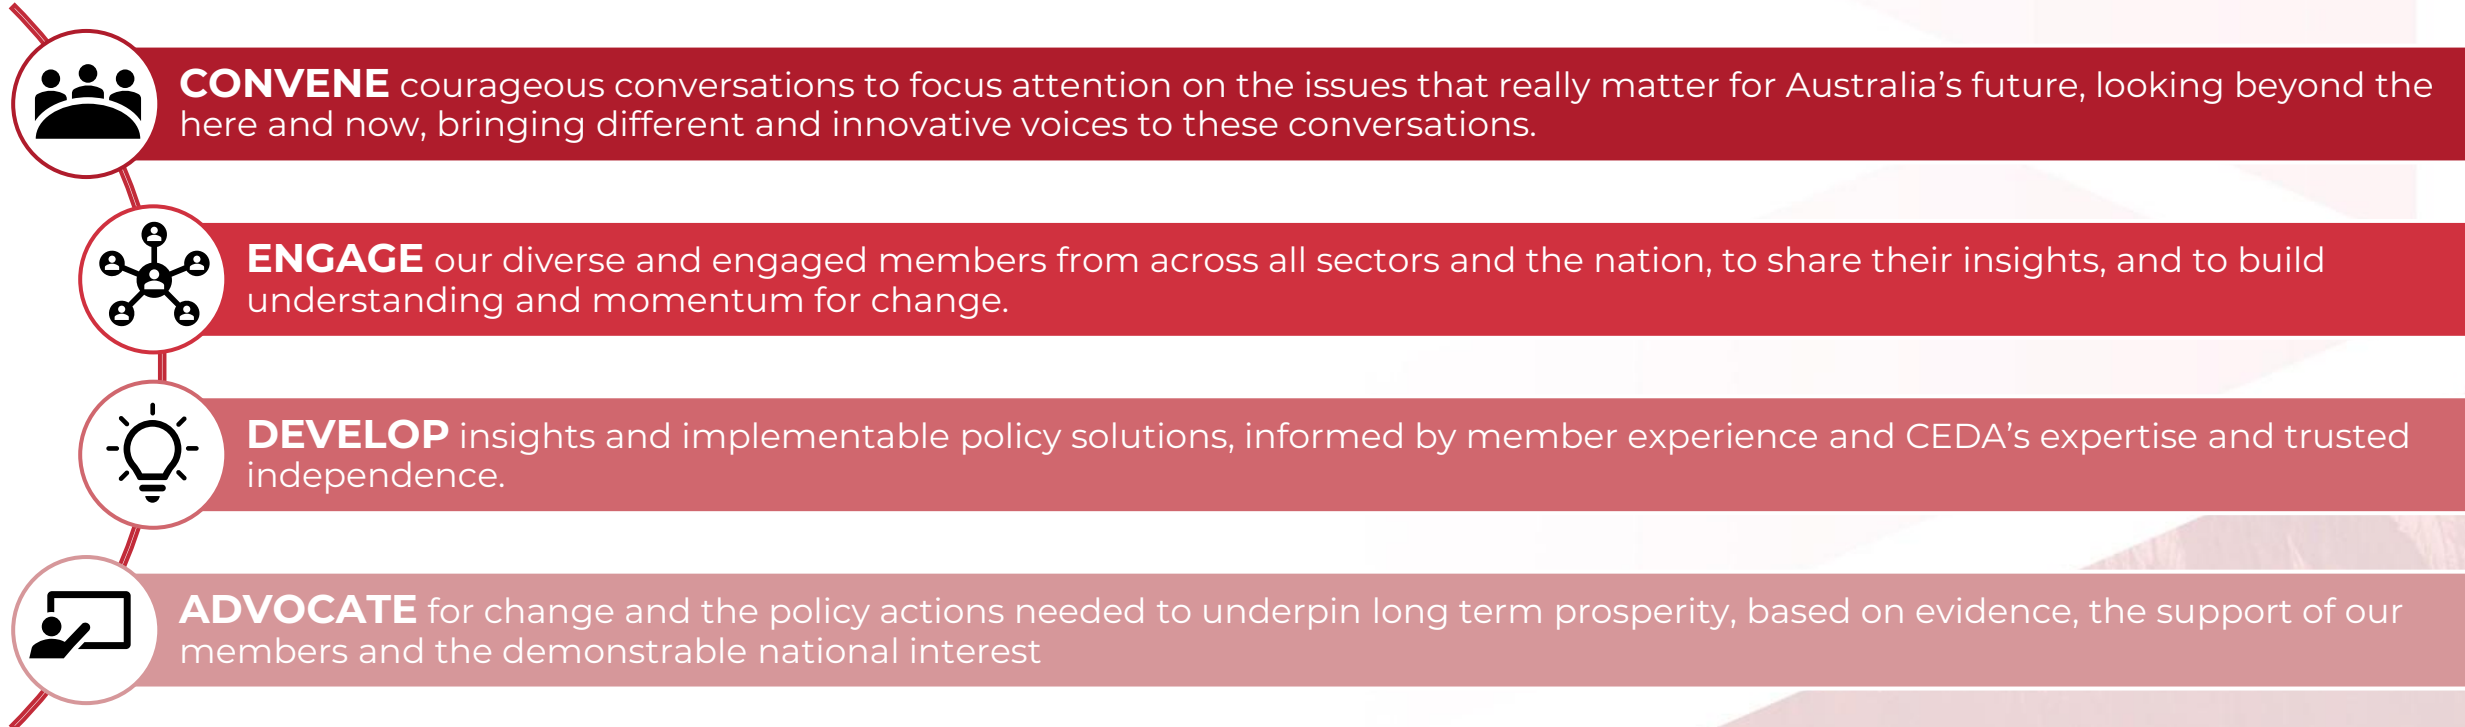 CONVENE courageous conversations to focus attention on the issues that really matter for Australia’s future, looking beyond the
here and now, bringing different and innovative voices to these conversations.
ENGAGE our diverse and engaged members from across all sectors and the nation, to share their insights, and to build
understanding and momentum for change.
DEVELOP insights and implementable policy solutions, informed by member experience and CEDA’s expertise and trusted
independence.
ADVOCATE for change and the policy actions needed to underpin long term prosperity, based on evidence, the support of our
members and the demonstrable national interest